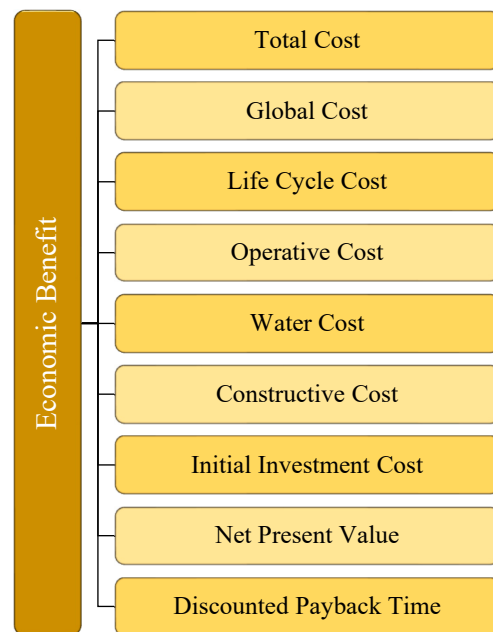 Economic Benefit
Total Cost
Global Cost
Life Cycle Cost
Operative Cost
Water Cost
Constructive Cost
Initial Investment Cost
Net Present Value
Discounted Payback Time